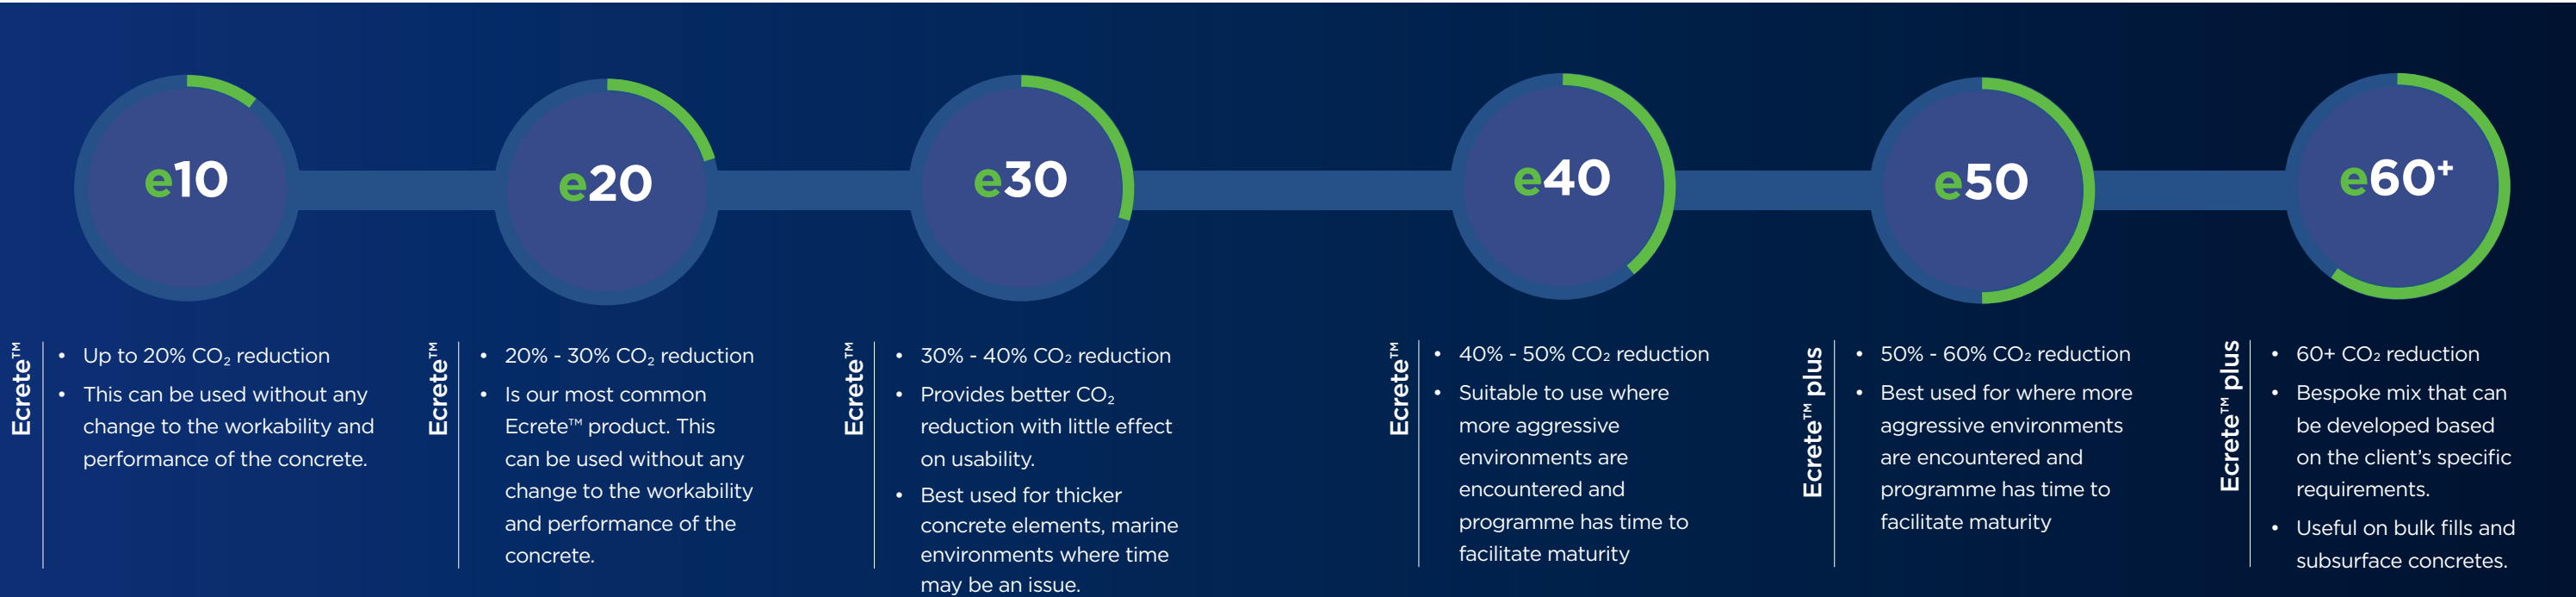 e10
e20
e30
e40
e50
e60⁺
Ecrete™
• Up to 20% CO₂ reduction
• This can be used without any
change to the workability and
performance of the concrete.
Ecrete™
• 20% - 30% CO₂ reduction
• Is our most common
Ecrete™ product. This
can be used without any
change to the workability
and performance of the
concrete.
Ecrete™
• 30% - 40% CO₂ reduction
• Provides better CO₂
reduction with little effect
on usability.
• Best used for thicker
concrete elements, marine
environments where time
may be an issue.
Ecrete™
• 40% - 50% CO₂ reduction
• Suitable to use where
more aggressive
environments are
encountered and
programme has time to
facilitate maturity
Ecrete™ plus
• 50% - 60% CO₂ reduction
• Best used for where more
aggressive environments
are encountered and
programme has time to
facilitate maturity
Ecrete™ plus
• 60+ CO₂ reduction
• Bespoke mix that can
be developed based
on the client’s specific
requirements.
• Useful on bulk fills and
subsurface concretes.